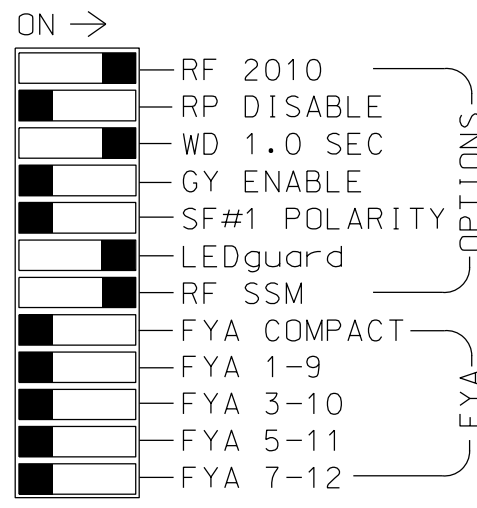 ON →
RF 2010
RP DISABLE
WD 1.0 SEC
GY ENABLE
SF#1 POLARITY
LEDguard
RF SSM
FYA COMPACT
FYA 1-9
FYA 3-10
FYA 5-11
FYA 7-12
OPTIONS
FYA